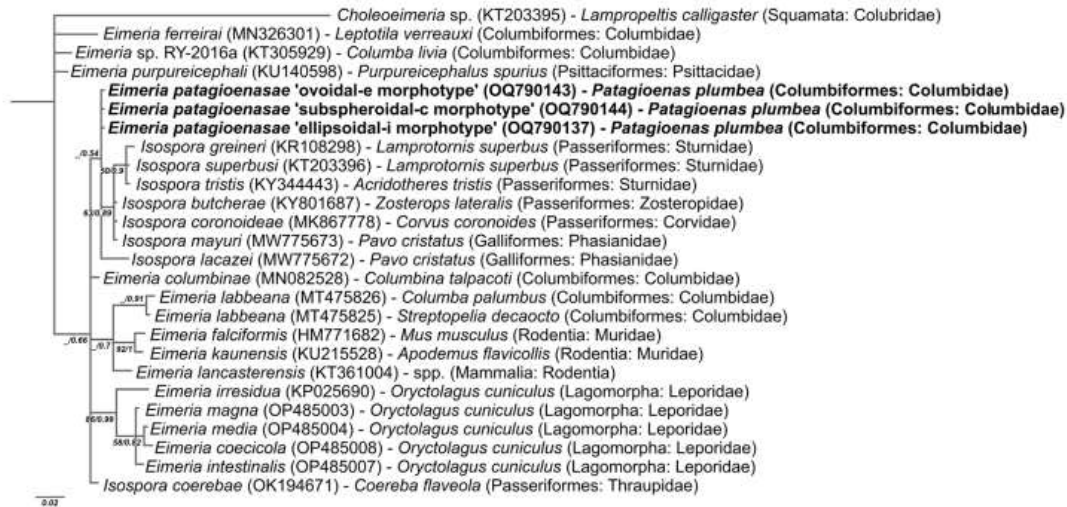 Choleoeimeria sp. (KT203395) - Lampropeltis calligaster (Squamata: Colubridae)
Eimeria ferreirai (MN326301) - Leptotila verreauxi (Columbiformes: Columbidae)
Eimeria sp. RY-2016a (KT305929) - Columba livia (Columbiformes: Columbidae)
Eimeria purpureicephali (KU140598) - Purpureicephalus spurius (Psittaciformes: Psittacidae)
Eimeria patagioenasae 'ovoidal-e morphotype' (OQ790143) - Patagioenas plumbea (Columbiformes: Columbidae)
Eimeria patagioenasae 'subspheroidal-c morphotype' (OQ790144) - Patagioenas plumbea (Columbiformes: Columbidae)
Eimeria patagioenasae 'ellipsoidal-i morphotype' (OQ790137) - Patagioenas plumbea (Columbiformes: Columbidae)
Isospora greineri (KR108298) - Lamprotornis superbus (Passeriformes: Sturnidae)
_/0.54
Isospora superbusi (KT203396) - Lamprotornis superbus (Passeriformes: Sturnidae)
Isospora tristis (KY344443) - Acridotheres tristis (Passeriformes: Sturnidae)
Isospora butcherae (KY801687) - Zosterops lateralis (Passeriformes: Zosteropidae)
Isospora coronoideae (MK867778) - Corvus coronoides (Passeriformes: Corvidae)
Isospora mayuri (MW775673) - Pavo cristatus (Galliformes: Phasianidae)
Isospora lacazei (MW775672) - Pavo cristatus (Galliformes: Phasianidae)
Eimeria columbinae (MN082528) - Columbina talpacoti (Columbiformes: Columbidae)
_/0.91
Eimeria labbeana (MT475826) - Columba palumbus (Columbiformes: Columbidae)
Eimeria labbeana (MT475825) - Streptopelia decaocto (Columbiformes: Columbidae)
_/0.66
_/0.7
92/1
Eimeria falciformis (HM771682) - Mus musculus (Rodentia: Muridae)
Eimeria kaunensis (KU215528) - Apodemus flavicollis (Rodentia: Muridae)
Eimeria lancasterensis (KT361004) - spp. (Mammalia: Rodentia)
Eimeria irresidua (KP025690) - Oryctolagus cuniculus (Lagomorpha: Leporidae)
Eimeria magna (OP485003) - Oryctolagus cuniculus (Lagomorpha: Leporidae)
Eimeria media (OP485004) - Oryctolagus cuniculus (Lagomorpha: Leporidae)
Eimeria coecicola (OP485008) - Oryctolagus cuniculus (Lagomorpha: Leporidae)
Eimeria intestinalis (OP485007) - Oryctolagus cuniculus (Lagomorpha: Leporidae)
Isospora coerebae (OK194671) - Coereba flaveola (Passeriformes: Thraupidae)
0.02